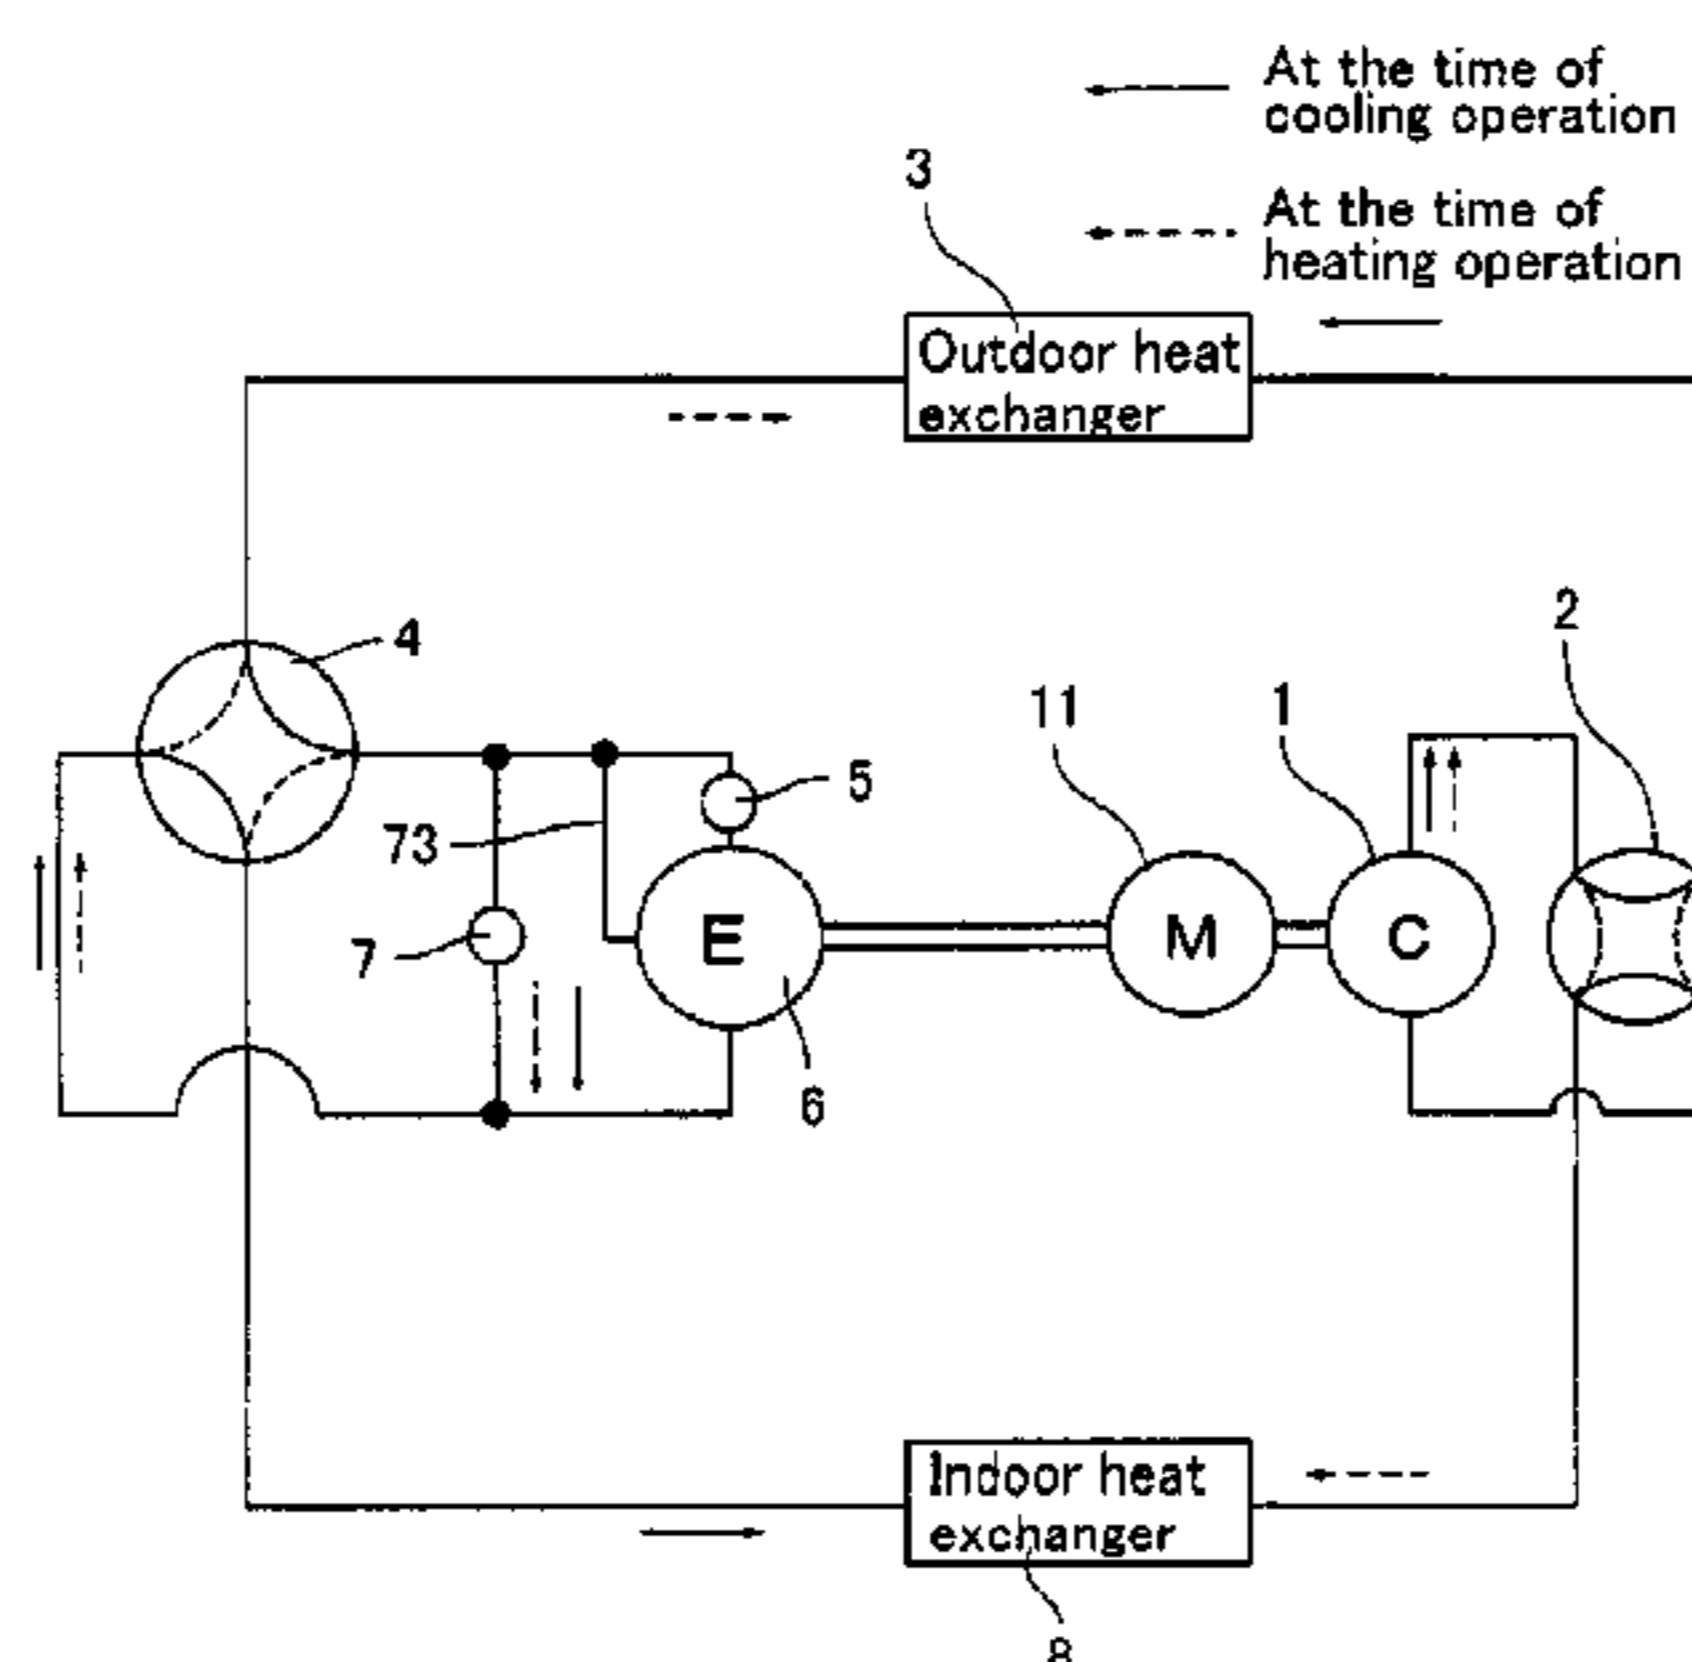 At the time of
cooling operation
3
At the time of
heating operation
Outdoor heat
exchanger
2
4
11
1
5
73
E
M
C
7
6
Indoor heat
exchanger
8